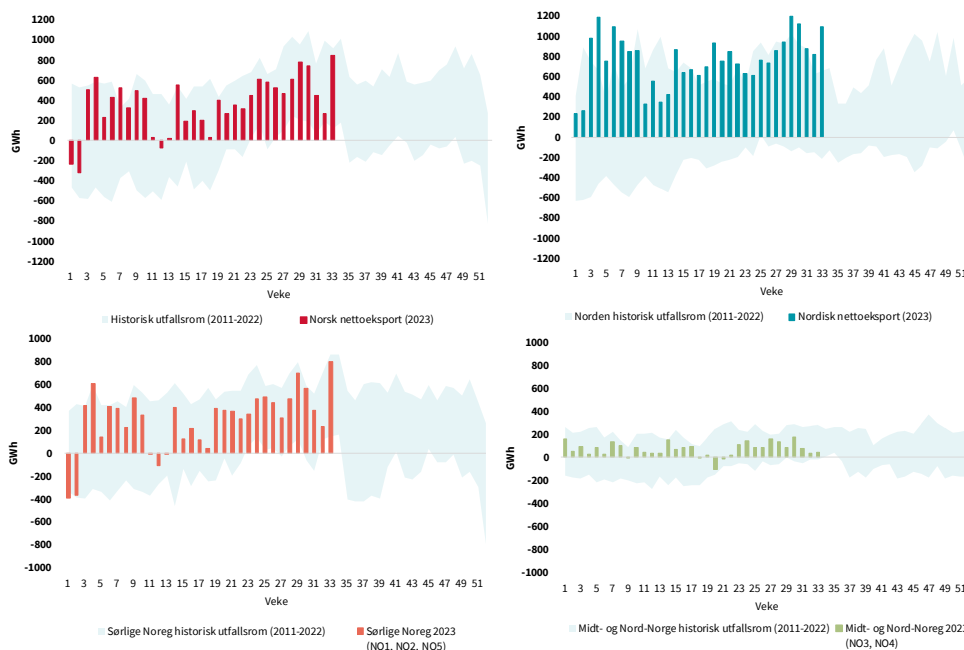 1200
1000
800
600
400
200
0
-200
-400
-600
-800
-1000
-1200
GWh
1 3 5 7 9 11 13 15 17 19 21 23 25 27 29 31 33 35 37 39 41 43 45 47 49 51
Veke
Historisk utfallsrom (2011-2022) Norsk nettoeksport (2023)
1200
1000
800
600
400
200
0
-200
-400
-600
-800
-1000
-1200
GWh
1 3 5 7 9 11 13 15 17 19 21 23 25 27 29 31 33 35 37 39 41 43 45 47 49 51
Veke
Norden historisk utfallsrom (2011-2022) Nordisk nettoeksport (2023)
1000
800
600
400
200
0
-200
-400
-600
-800
-1000
GWh
1 3 5 7 9 11 13 15 17 19 21 23 25 27 29 31 33 35 37 39 41 43 45 47 49 51
Veke
Sørlige Noreg historisk utfallsrom (2011-2022) Sørlige Noreg 2023
(NO1, NO2, NO5)
1000
800
600
400
200
0
-200
-400
-600
-800
-1000
GWh
1 3 5 7 9 11 13 15 17 19 21 23 25 27 29 31 33 35 37 39 41 43 45 47 49 51
Veke
Midt- og Nord-Norge historisk utfallsrom (2011-2022) Midt- og Nord-Noreg 2023
(NO3, NO4)